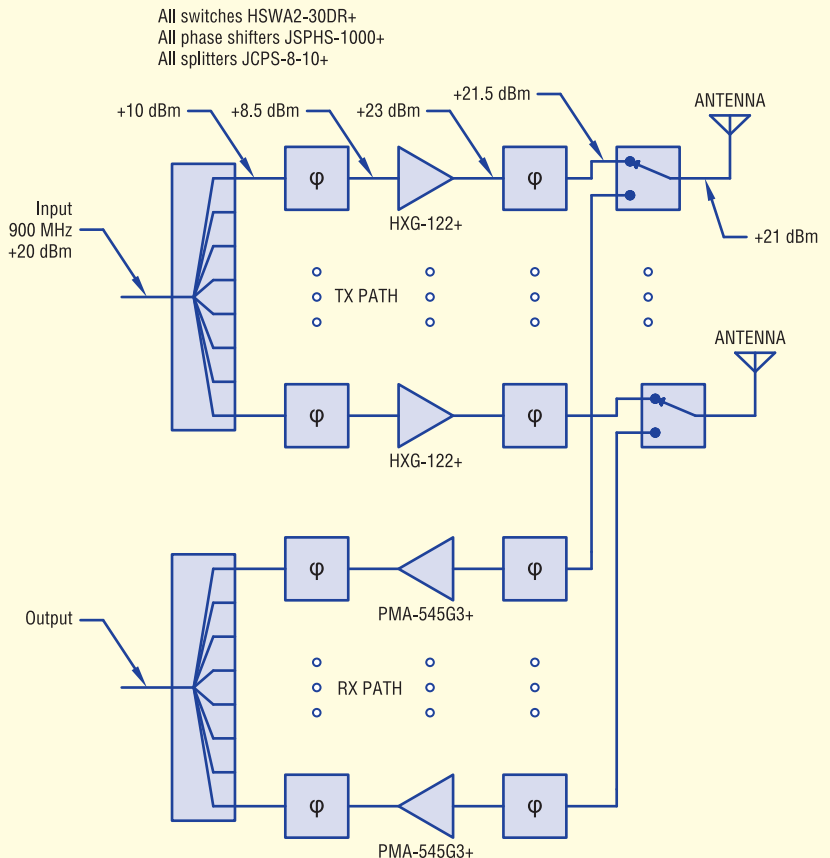 All switches HSWA2-30DR+
All phase shifters JSPHS-1000+
All splitters JCPS-8-10+
+10 dBm
+8.5 dBm
+23 dBm
+21.5 dBm
ANTENNA
φ
φ
HXG-122+
Input
900 MHz
+20 dBm
+21 dBm
TX PATH
ANTENNA
φ
φ
HXG-122+
φ
φ
PMA-545G3+
Output
RX PATH
φ
φ
PMA-545G3+